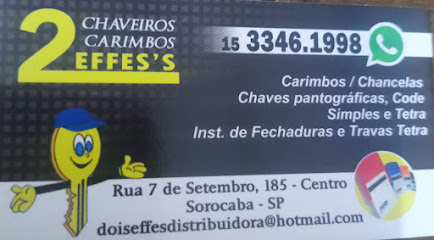 2 CHAVEIROS
CARIMBOS
EFFES'S
15 3346.1998
Carimbos / Chancelas
Chaves pantográficas, Code
Simples e Tetra
Inst. de Fechaduras e Travas Tetra
Rua 7 de Setembro, 185 - Centro
Sorocaba - SP
doiseffesdistribuidora@hotmail.com